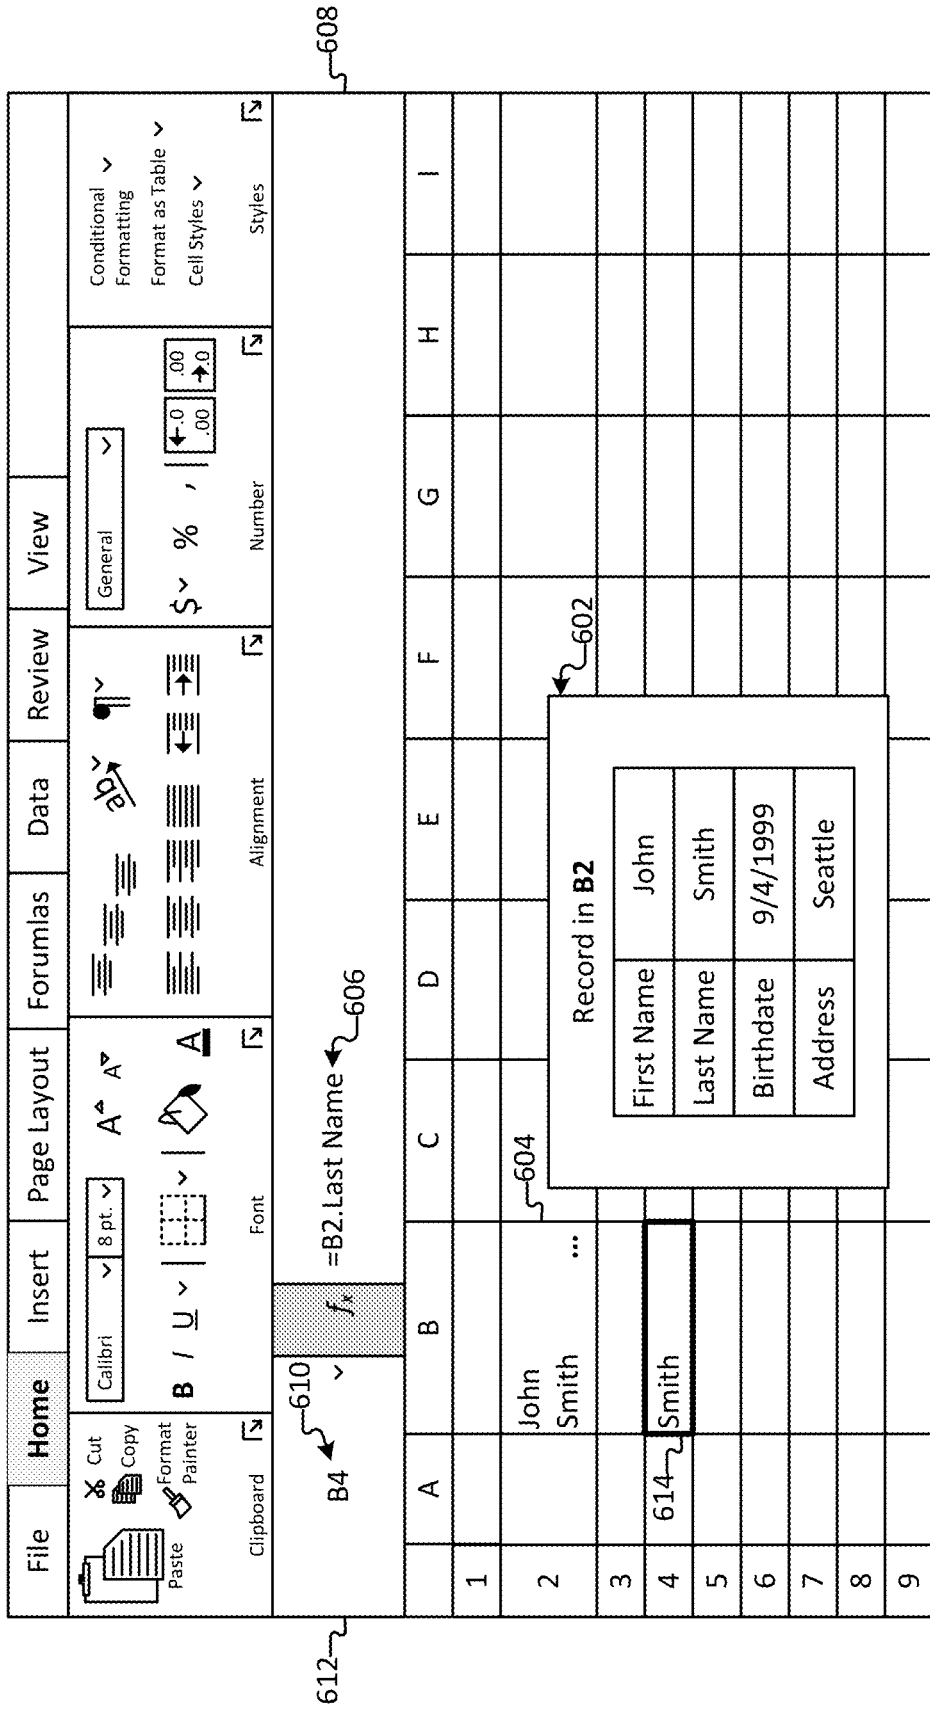 File Home Insert Page Layout Forumlas Data Review View
Paste
Cut
Copy
Format
Painter
Clipboard
Calibri 8 pt. A A
B I U A
Font
ab
Alignment
General
$ % , .0 .00 .00 .0
Number
Conditional
Formatting
Format as Table
Cell Styles
Styles
612
B4 610
fx
=B2.Last Name 606
608
A B C D E F G H I
1
2
John
Smith ...
604
3
4
Smith
614
5
6
7
8
9
602
Record in B2
First Name John
Last Name Smith
Birthdate 9/4/1999
Address Seattle